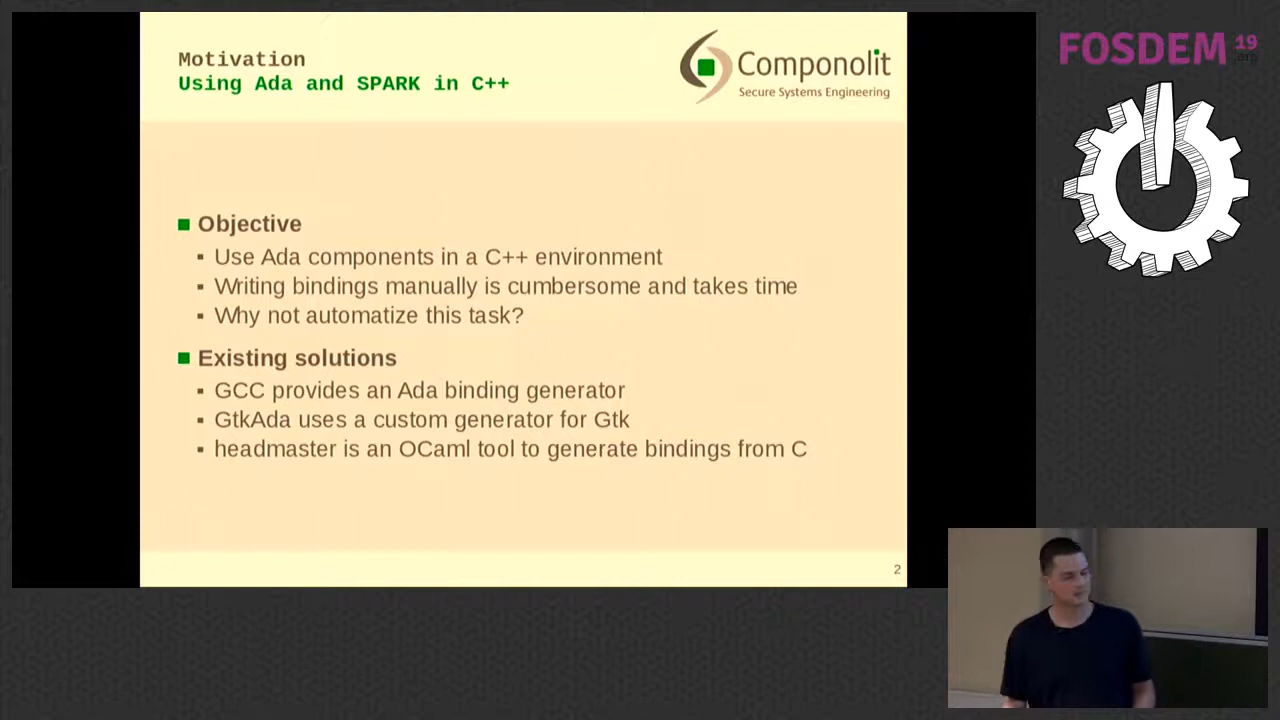 Motivation
Using Ada and SPARK in C++
Componolit
Secure Systems Engineering
FOSDEM 19
.org
■ Objective
▪ Use Ada components in a C++ environment
▪ Writing bindings manually is cumbersome and takes time
▪ Why not automatize this task?
■ Existing solutions
▪ GCC provides an Ada binding generator
▪ GtkAda uses a custom generator for Gtk
▪ headmaster is an OCaml tool to generate bindings from C
2